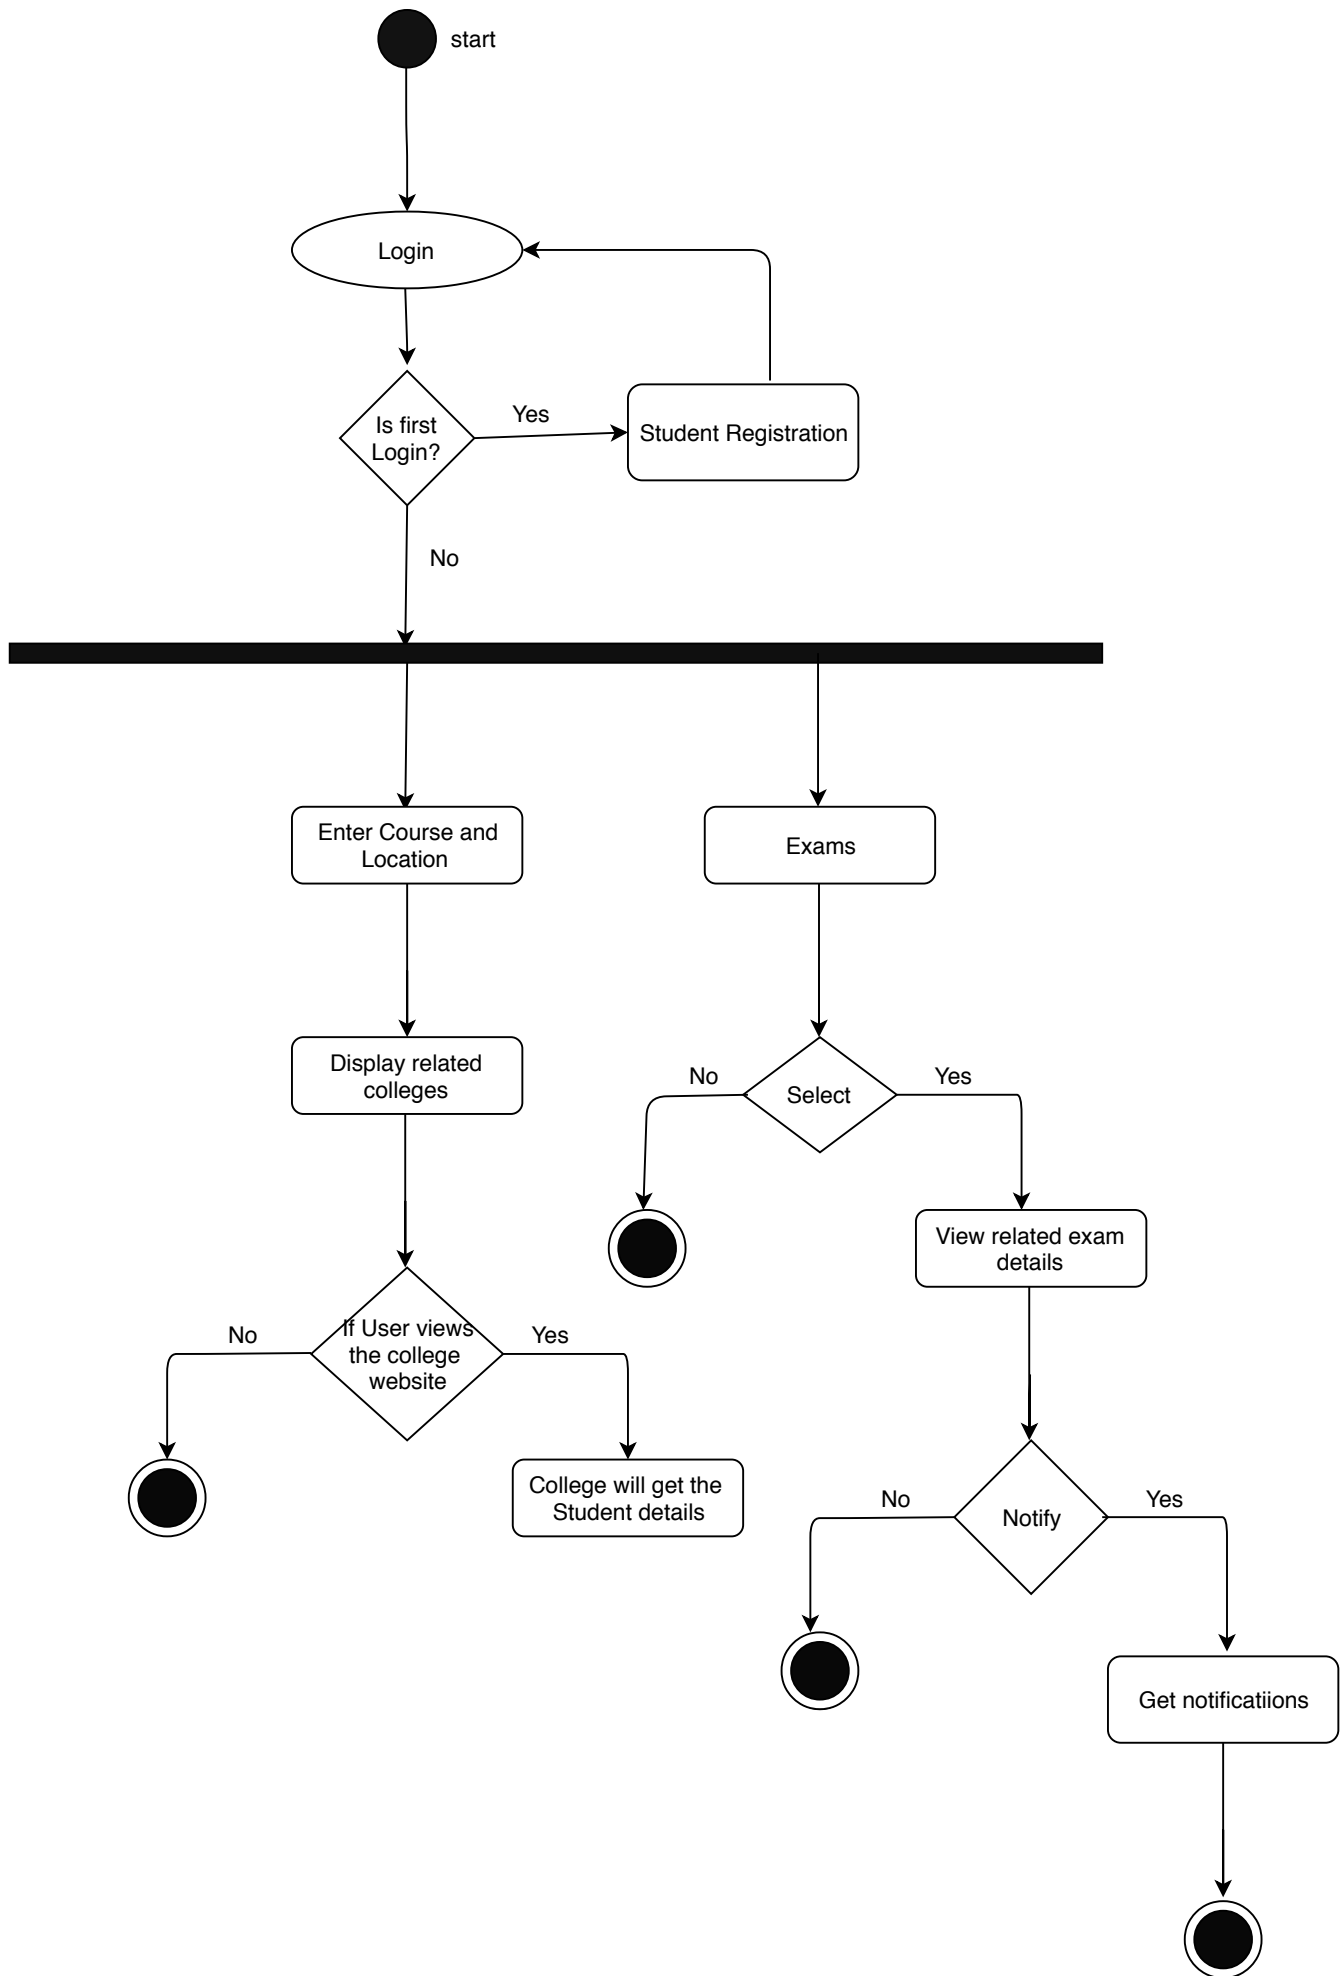 start
Login
Is first
Login?
Yes
Student Registration
No
Enter Course and
Location
Exams
Display related
colleges
No
Select
Yes
View related exam
details
No
If User views
the college
website
Yes
College will get the
Student details
No
Notify
Yes
Get notificatiions